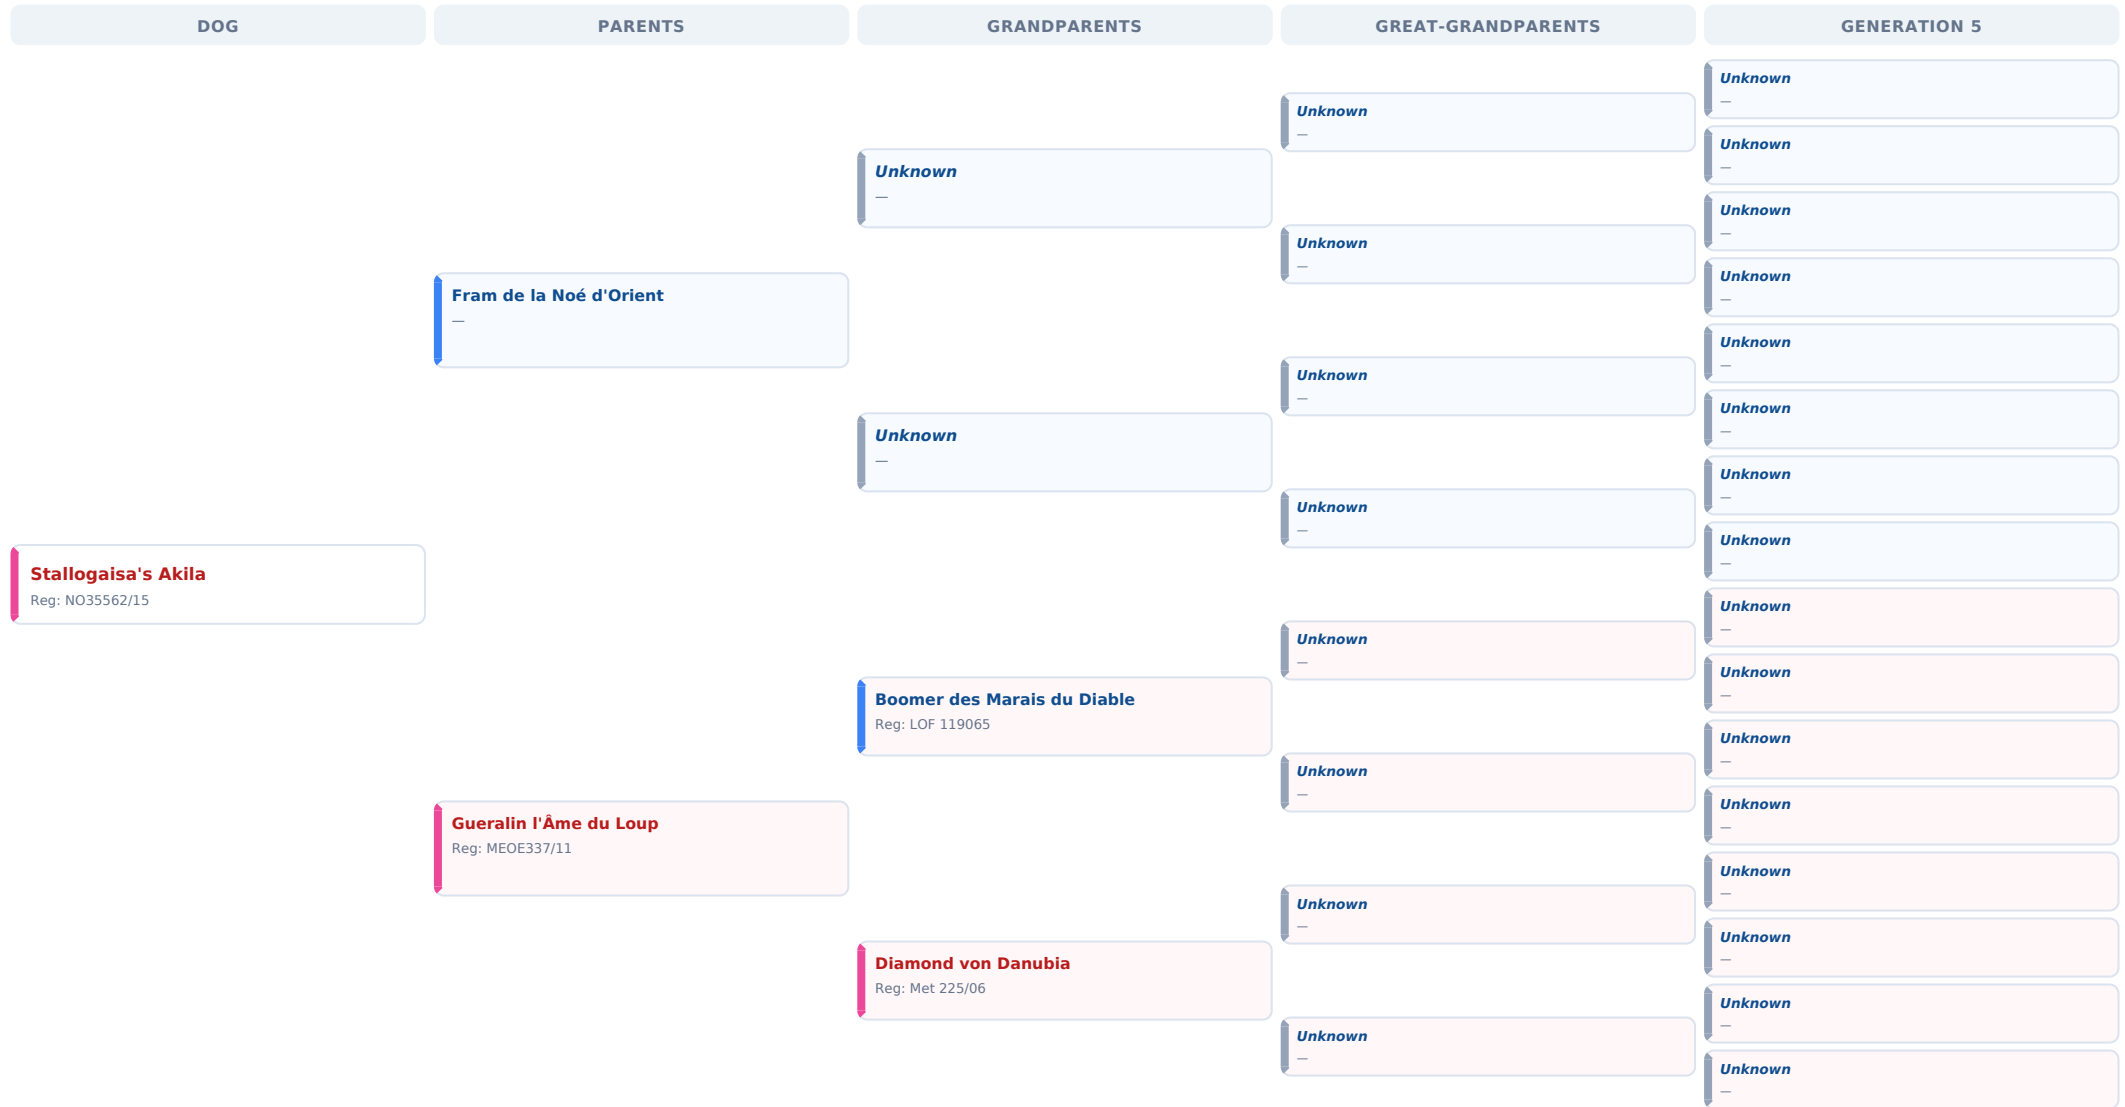 DOG
PARENTS
GRANDPARENTS
GREAT-GRANDPARENTS
GENERATION 5
Stallogaisa's Akila
Reg: NO35562/15
Fram de la Noé d'Orient
—
Gueralin l'Âme du Loup
Reg: MEOE337/11
Unknown
—
Unknown
—
Boomer des Marais du Diable
Reg: LOF 119065
Diamond von Danubia
Reg: Met 225/06
Unknown
—
Unknown
—
Unknown
—
Unknown
—
Unknown
—
Unknown
—
Unknown
—
Unknown
—
Unknown
—
Unknown
—
Unknown
—
Unknown
—
Unknown
—
Unknown
—
Unknown
—
Unknown
—
Unknown
—
Unknown
—
Unknown
—
Unknown
—
Unknown
—
Unknown
—
Unknown
—
Unknown
—